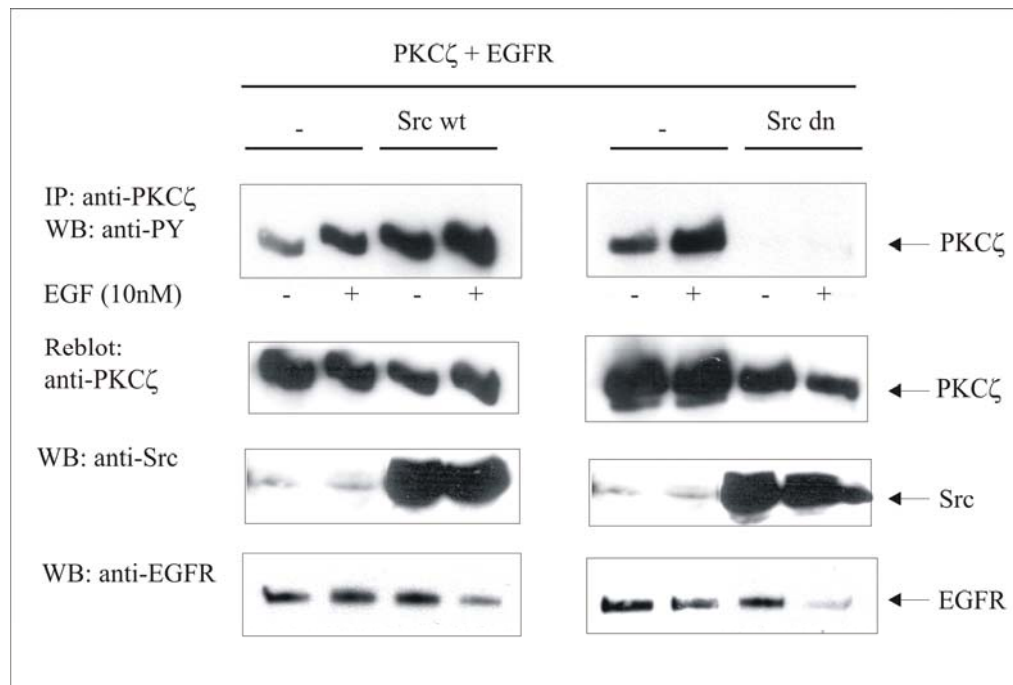 PKCζ + EGFR
- Src wt - Src dn
IP: anti-PKCζ
WB: anti-PY
PKCζ
EGF (10nM) - + - + - + - +
Reblot:
anti-PKCζ
PKCζ
WB: anti-Src
Src
WB: anti-EGFR
EGFR